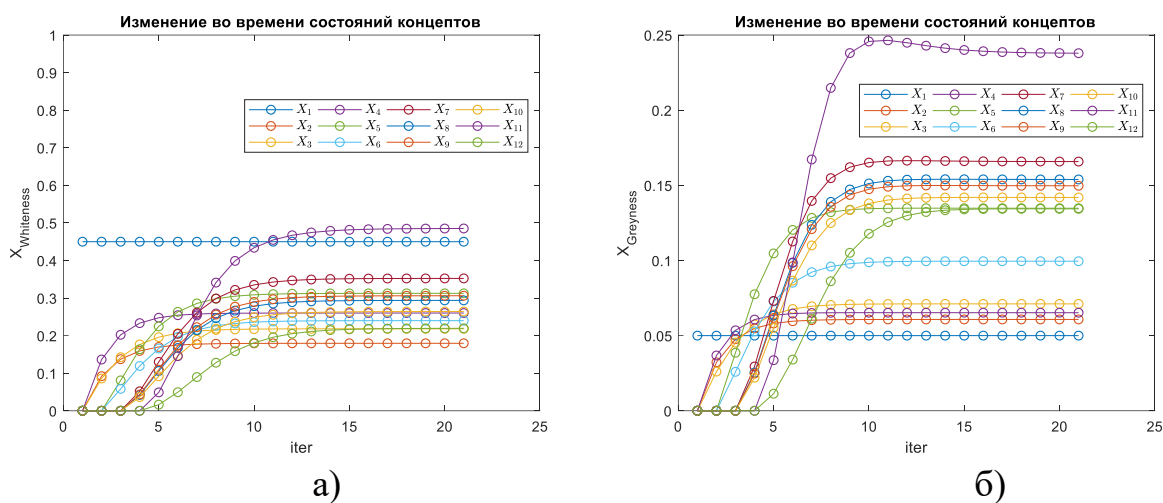 Изменение во времени состояний концептов
1
0.9
0.8
0.7
0.6
0.5
0.4
0.3
0.2
0.1
0
X_Whiteness
X_1 X_4 X_7 X_10
X_2 X_5 X_8 X_11
X_3 X_6 X_9 X_12
0 5 10 15 20 25
iter
а)
Изменение во времени состояний концептов
0.25
0.2
0.15
0.1
0.05
0
X_Greyness
X_1 X_4 X_7 X_10
X_2 X_5 X_8 X_11
X_3 X_6 X_9 X_12
0 5 10 15 20 25
iter
б)